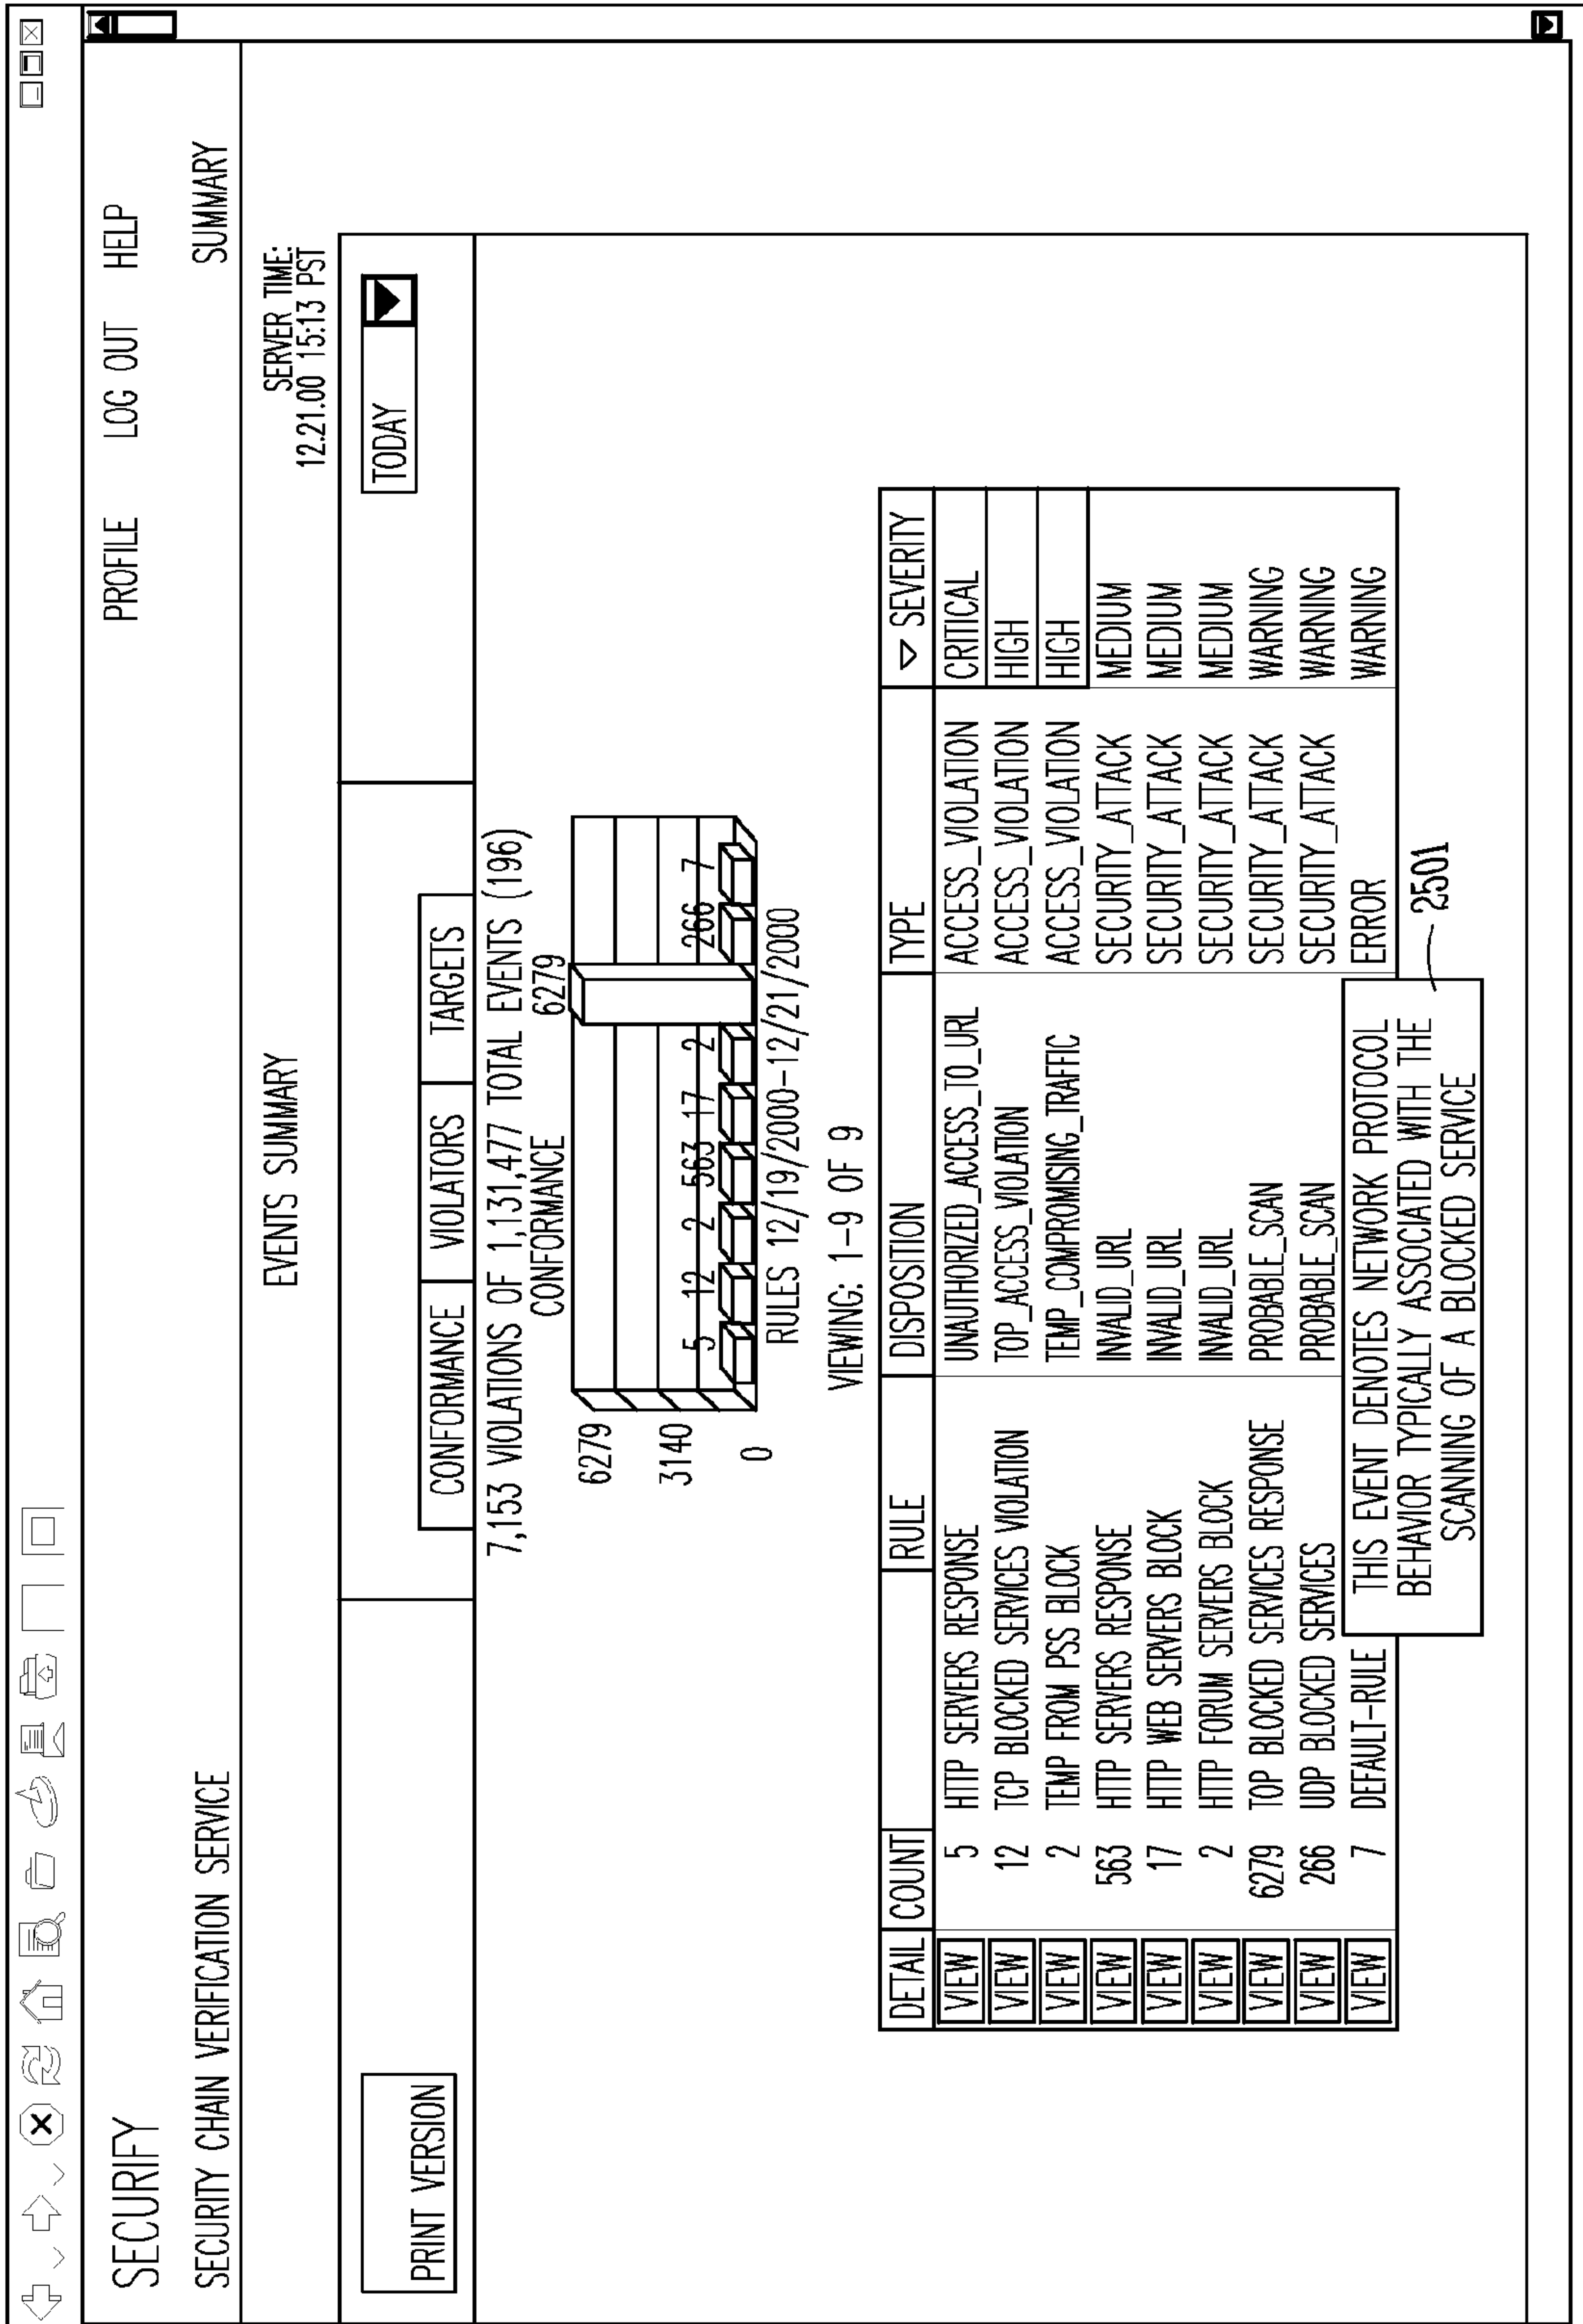 SECURIFY
PROFILE LOG OUT HELP
SECURITY CHAIN VERIFICATION SERVICE
SUMMARY
EVENTS SUMMARY
SERVER TIME:
12.21.00 15:13 PST
PRINT VERSION
TODAY
CONFORMANCE VIOLATORS TARGETS
7,153 VIOLATIONS OF 1,131,477 TOTAL EVENTS (196)
CONFORMANCE
6279
6279
3140
0
5 12 2 563 17 2 266 7
RULES 12/19/2000-12/21/2000
VIEWING: 1-9 OF 9
DETAIL COUNT RULE DISPOSITION TYPE SEVERITY
VIEW 5 HTTP SERVERS RESPONSE UNAUTHORIZED_ACCESS_TO_URL ACCESS_VIOLATION CRITICAL
VIEW 12 TCP BLOCKED SERVICES VIOLATION TOP_ACCESS_VIOLATION ACCESS_VIOLATION HIGH
VIEW 2 TEMP FROM PSS BLOCK TEMP_COMPROMISING_TRAFFIC ACCESS_VIOLATION HIGH
VIEW 563 HTTP SERVERS RESPONSE INVALID_URL SECURITY_ATTACK MEDIUM
VIEW 17 HTTP WEB SERVERS BLOCK INVALID_URL SECURITY_ATTACK MEDIUM
VIEW 2 HTTP FORUM SERVERS BLOCK INVALID_URL SECURITY_ATTACK MEDIUM
VIEW 6279 TOP BLOCKED SERVICES RESPONSE PROBABLE_SCAN SECURITY_ATTACK WARNING
VIEW 266 UDP BLOCKED SERVICES PROBABLE_SCAN SECURITY_ATTACK WARNING
VIEW 7 DEFAULT-RULE ERROR WARNING
THIS EVENT DENOTES NETWORK PROTOCOL
BEHAVIOR TYPICALLY ASSOCIATED WITH THE
SCANNING OF A BLOCKED SERVICE
2501